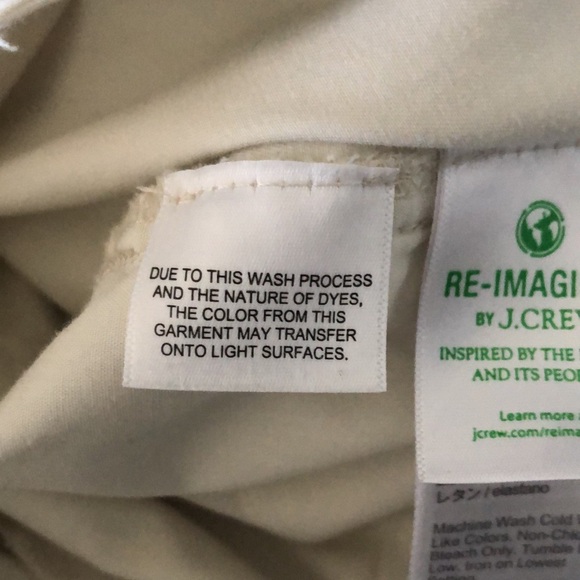 DUE TO THIS WASH PROCESS
AND THE NATURE OF DYES,
THE COLOR FROM THIS
GARMENT MAY TRANSFER
ONTO LIGHT SURFACES.
RE-IMAGI
BY J.CRE
INSPIRED BY THE
AND ITS PEO
Learn more
jcrew.com/reima
レタン/elastano
Machine Wash Cold
Like Colors. Non-Chl
Bleach Only. Tumble
Low. Iron on Lowest